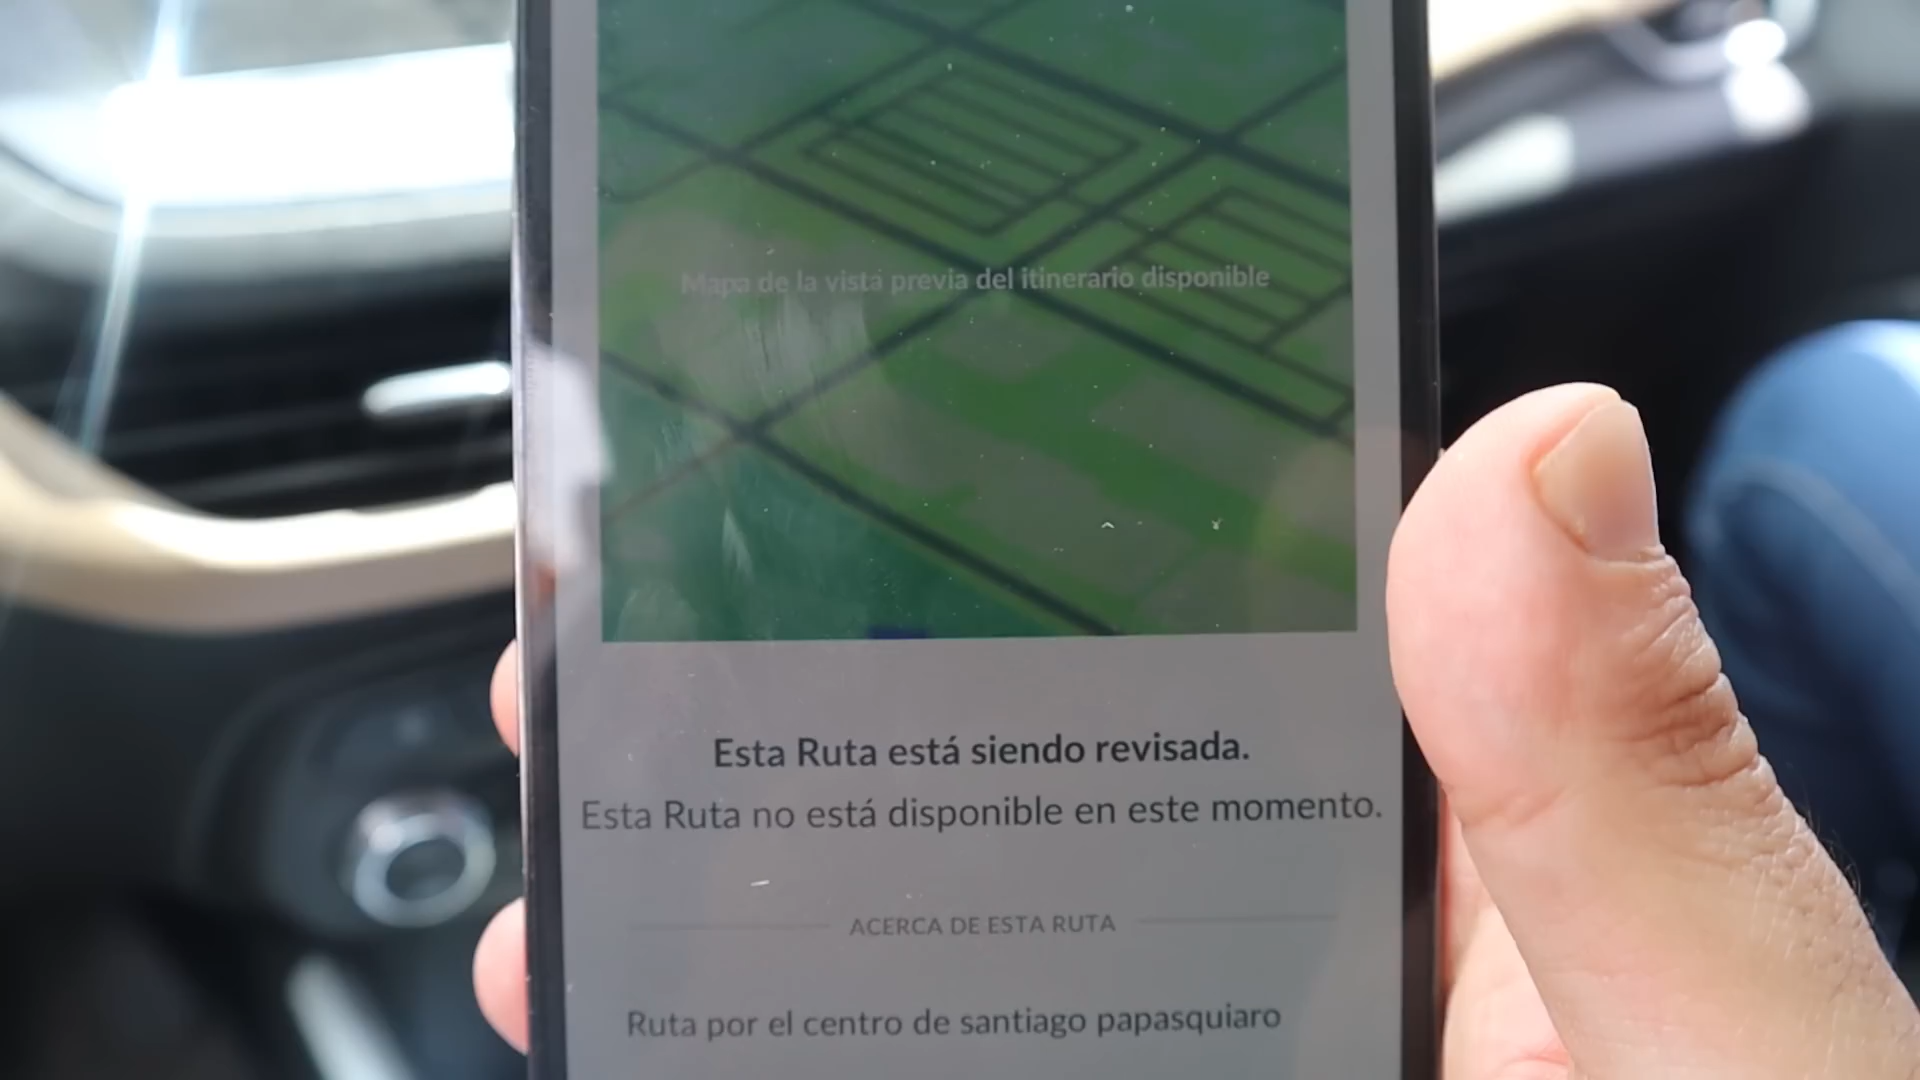 Mapa de la vista previa del itinerario disponible
Esta Ruta está siendo revisada.
Esta Ruta no está disponible en este momento.
ACERCA DE ESTA RUTA
Ruta por el centro de santiago papasquiaro